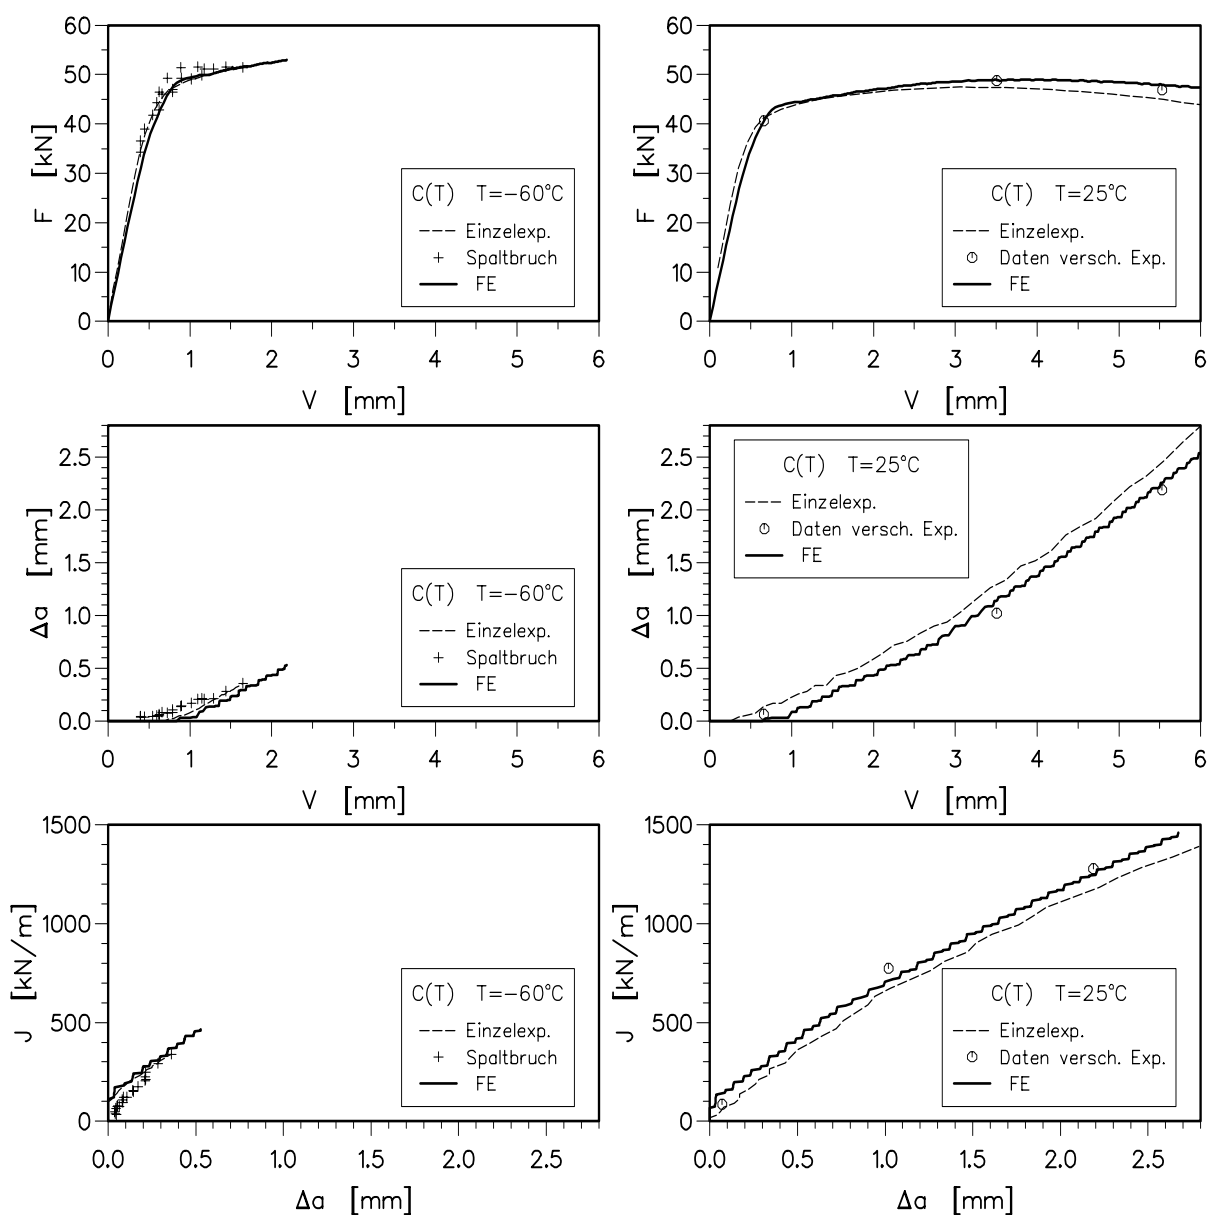 60
50
40
30
20
10
0
F [kN]
C(T) T=−60°C
Einzelexp.
Spaltbruch
FE
0 1 2 3 4 5 6
V [mm]
60
50
40
30
20
10
0
F [kN]
C(T) T=25°C
Einzelexp.
Daten versch. Exp.
FE
0 1 2 3 4 5 6
V [mm]
2.5
2.0
1.5
1.0
0.5
0.0
Δa [mm]
C(T) T=−60°C
Einzelexp.
Spaltbruch
FE
0 1 2 3 4 5 6
V [mm]
2.5
2.0
1.5
1.0
0.5
0.0
Δa [mm]
C(T) T=25°C
Einzelexp.
Daten versch. Exp.
FE
0 1 2 3 4 5 6
V [mm]
1500
1000
500
0
J [kN/m]
C(T) T=−60°C
Einzelexp.
Spaltbruch
FE
0.0 0.5 1.0 1.5 2.0 2.5
Δa [mm]
1500
1000
500
0
J [kN/m]
C(T) T=25°C
Einzelexp.
Daten versch. Exp.
FE
0.0 0.5 1.0 1.5 2.0 2.5
Δa [mm]